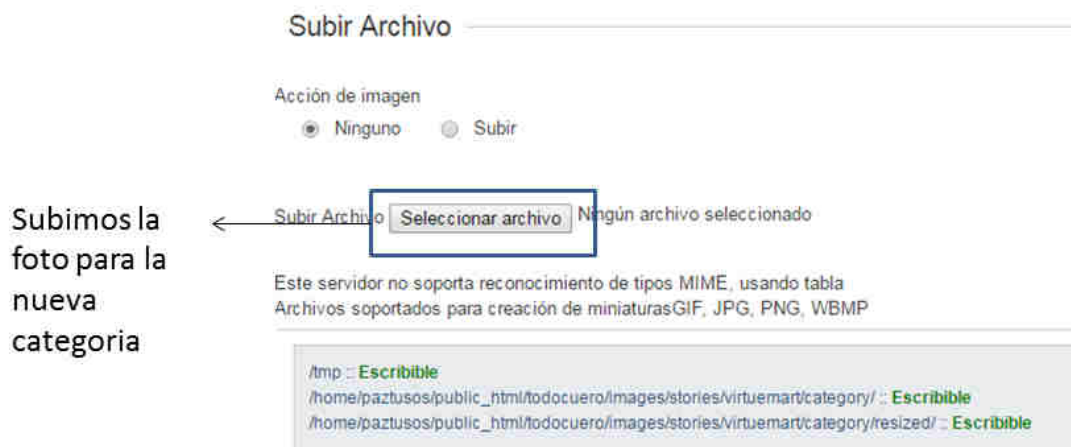 Subir Archivo
Acción de imagen
Ninguno Subir
Subimos la
foto para la
nueva
categoria
Subir Archivo Seleccionar archivo Ningún archivo seleccionado
Este servidor no soporta reconocimiento de tipos MIME, usando tabla
Archivos soportados para creación de miniaturasGIF, JPG, PNG, WBMP
/tmp :: Escribible
/home/paztusos/public_html/todocuero/images/stories/virtuemart/category/ :: Escribible
/home/paztusos/public_html/todocuero/images/stories/virtuemart/category/resized/ :: Escribible